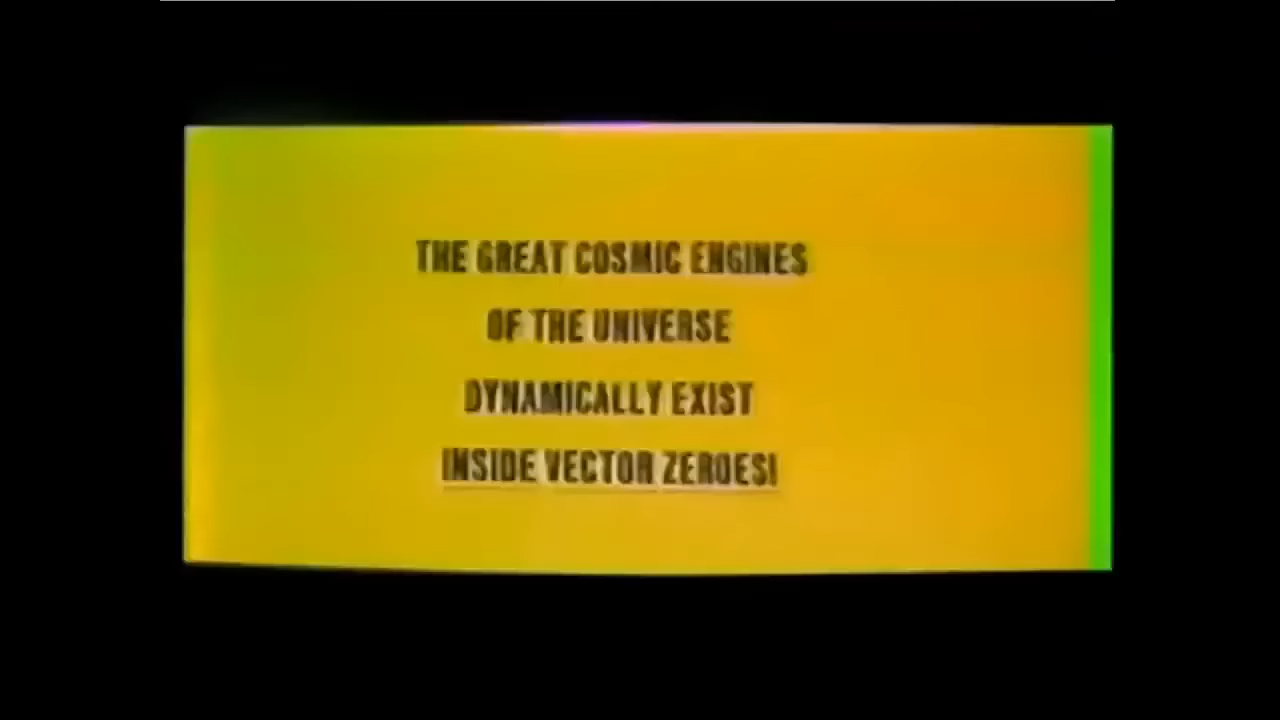 THE GREAT COSMIC ENGINES
OF THE UNIVERSE
DYNAMICALLY EXIST
INSIDE VECTOR ZEROES!